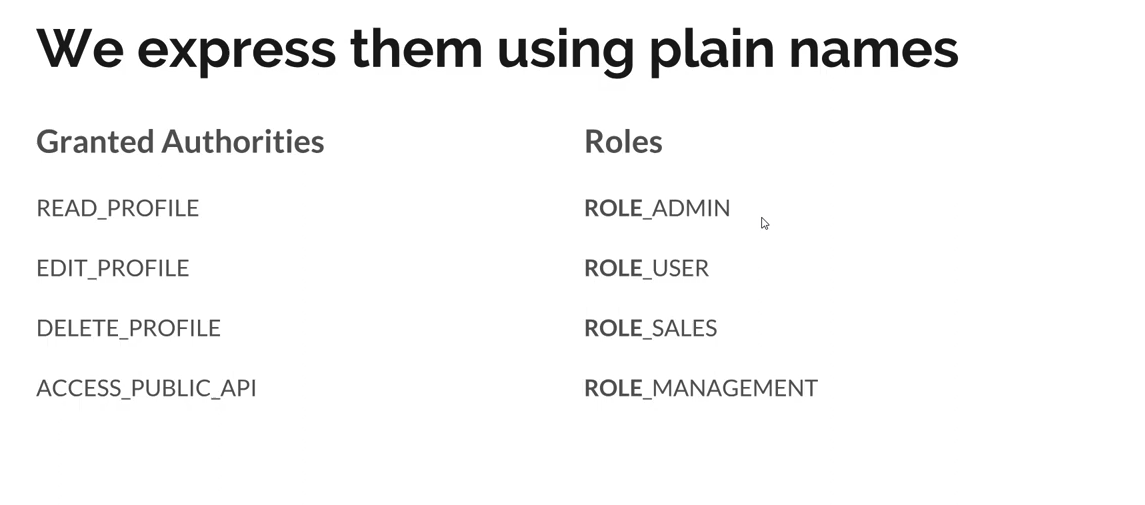 We express them using plain names
Granted Authorities
READ_PROFILE
EDIT_PROFILE
DELETE_PROFILE
ACCESS_PUBLIC_API
Roles
ROLE_ADMIN
ROLE_USER
ROLE_SALES
ROLE_MANAGEMENT